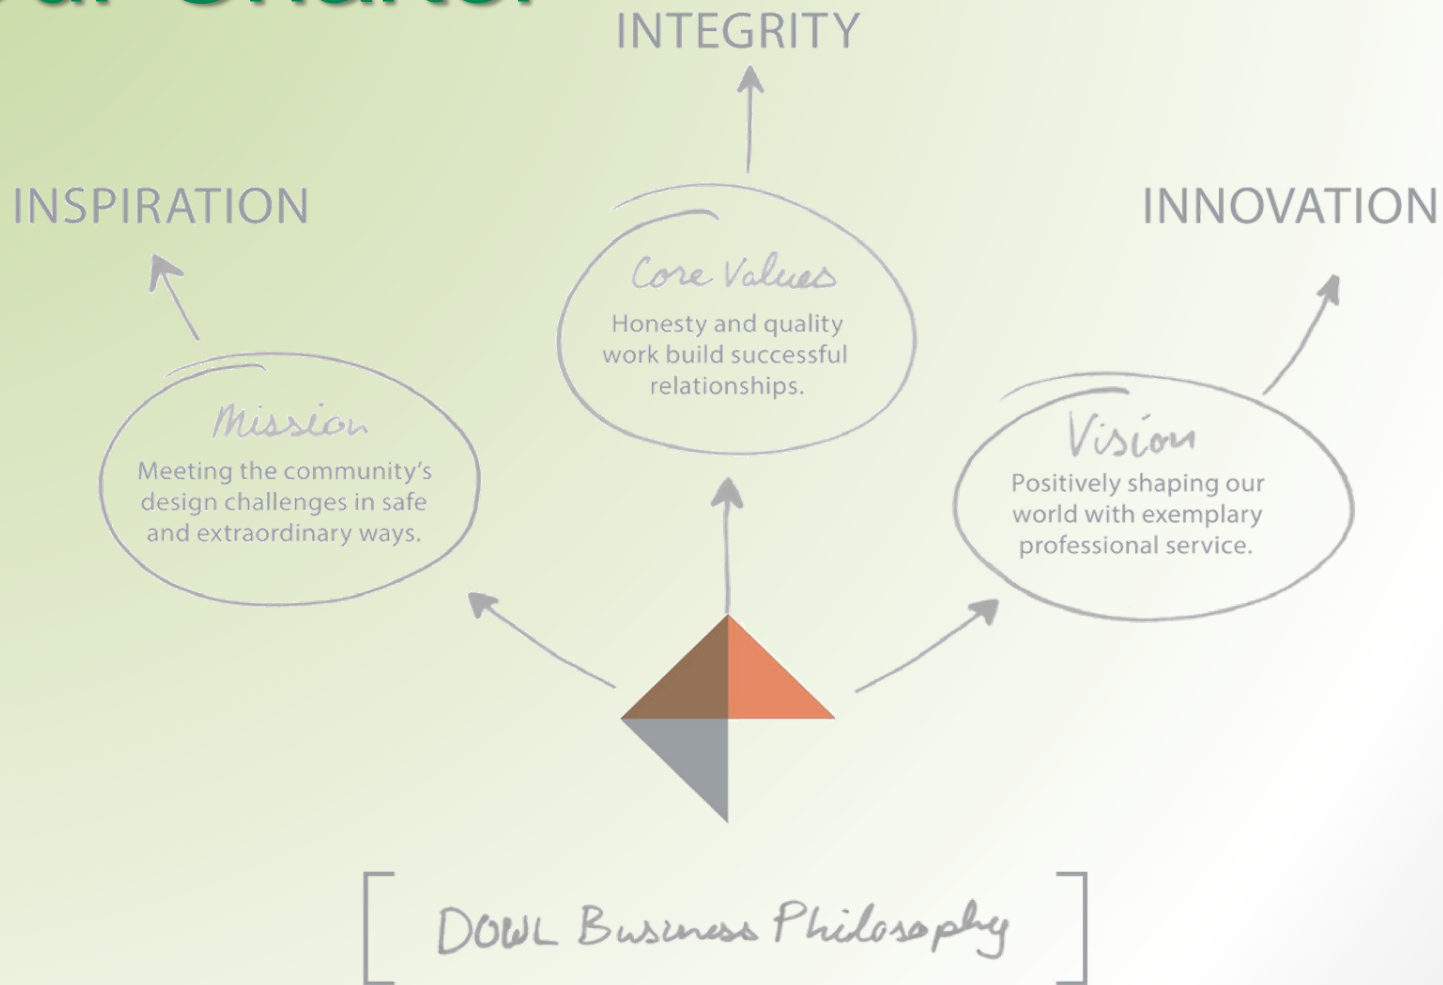 Charter
INTEGRITY
INSPIRATION
INNOVATION
Core Values
Honesty and quality
work build successful
relationships.
Mission
Meeting the community's
design challenges in safe
and extraordinary ways.
Vision
Positively shaping our
world with exemplary
professional service.
DOWL Business Philosophy